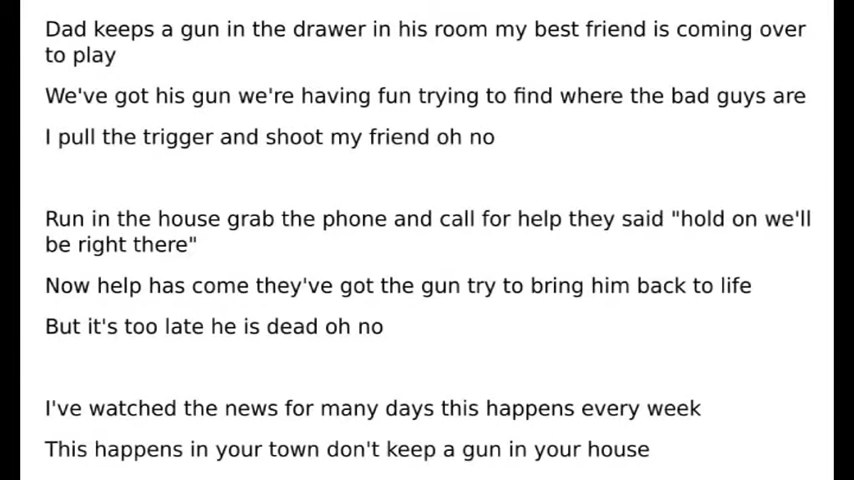 Dad keeps a gun in the drawer in his room my best friend is coming over
to play
We've got his gun we're having fun trying to find where the bad guys are
I pull the trigger and shoot my friend oh no
Run in the house grab the phone and call for help they said "hold on we'll
be right there"
Now help has come they've got the gun try to bring him back to life
But it's too late he is dead oh no
I've watched the news for many days this happens every week
This happens in your town don't keep a gun in your house